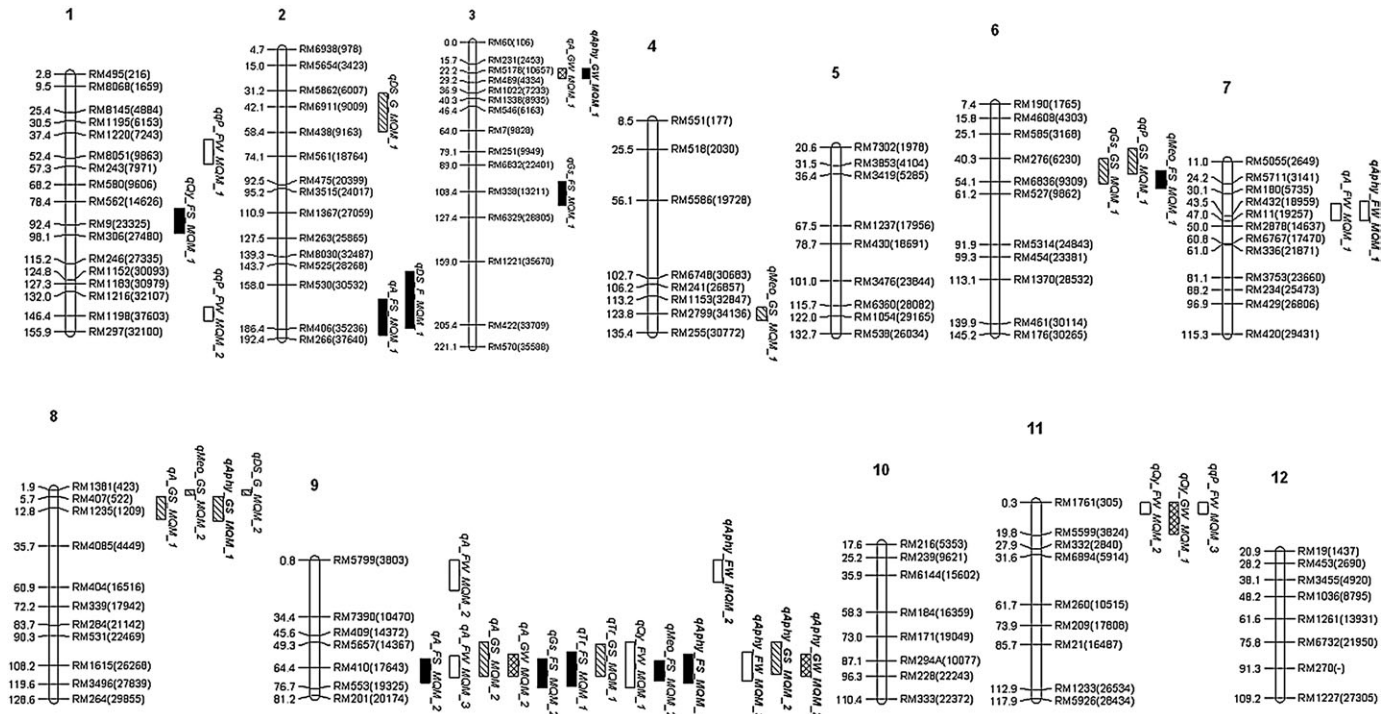 1
2.8 RM495(216)
9.5 RM8068(1659)
25.4 RM8145(4884)
30.5 RM1195(6153)
37.4 RM1220(7243)
52.4 RM8051(9863)
57.3 RM243(7971)
68.2 RM580(9606)
78.4 RM562(14626)
92.4 RM9(23325)
98.1 RM306(27480)
115.2 RM246(27335)
124.8 RM1152(30093)
127.3 RM1183(30979)
132.0 RM1216(32107)
146.4 RM1198(37603)
155.9 RM297(32100)
qQy_FS_MQM_1
qqP_FW_MQM_1
qqP_FW_MQM_2
2
4.7 RM6938(978)
15.0 RM5654(3423)
31.2 RM5862(6007)
42.1 RM6911(9009)
58.4 RM438(9163)
74.1 RM561(18764)
92.5 RM475(20399)
95.2 RM3515(24017)
110.9 RM1367(27059)
127.5 RM263(25865)
139.3 RM8030(32487)
143.7 RM525(28268)
158.0 RM530(30532)
186.4 RM406(35236)
192.4 RM266(37640)
qDS_G_MQM_1
qA_FS_MQM_1
qDS_F_MQM_1
3
0.0 RM60(106)
15.7 RM231(2453)
22.2 RM5178(10657)
29.2 RM489(4334)
36.9 RM1022(7233)
40.3 RM1338(8935)
46.4 RM546(6163)
64.0 RM7(9828)
79.1 RM251(9949)
89.0 RM6832(22401)
108.4 RM338(13211)
127.4 RM6329(28805)
159.0 RM1221(35670)
205.4 RM422(33709)
221.1 RM570(35588)
qA_GW_MQM_1
qAphy_GW_MQM_1
qGs_FS_MQM_1
4
8.5 RM551(177)
25.5 RM518(2030)
56.1 RM5586(19728)
102.7 RM6748(30683)
106.2 RM241(26857)
113.2 RM1153(32847)
123.8 RM2799(34136)
135.4 RM255(30772)
qMeo_GS_MQM_1
5
20.6 RM7302(1978)
31.5 RM3853(4104)
36.4 RM3419(5285)
67.5 RM1237(17956)
78.7 RM430(18691)
101.0 RM3476(23844)
115.7 RM6360(28082)
122.0 RM1054(29165)
132.7 RM538(26034)
6
7.4 RM190(1765)
15.8 RM4608(4303)
25.1 RM585(3168)
40.3 RM276(6230)
54.1 RM6836(9309)
61.2 RM527(9862)
91.9 RM5314(24843)
99.3 RM454(23381)
113.1 RM1370(28532)
139.9 RM461(30114)
145.2 RM176(30265)
qGs_GS_MQM_1
qqP_GS_MQM_1
qMeo_FS_MQM_1
7
11.0 RM5055(2649)
24.2 RM5711(3141)
30.1 RM180(5735)
43.5 RM432(18959)
47.0 RM11(19257)
50.0 RM2878(14637)
60.8 RM6767(17470)
61.0 RM336(21871)
81.1 RM3753(23660)
88.2 RM234(25473)
96.9 RM429(26806)
115.3 RM420(29431)
qA_FW_MQM_1
qAphy_FW_MQM_1
8
1.9 RM1381(423)
5.7 RM407(522)
12.8 RM1235(1209)
35.7 RM4085(4449)
60.9 RM404(16516)
72.2 RM339(17942)
83.7 RM284(21142)
90.3 RM531(22469)
108.2 RM1615(26268)
119.6 RM3496(27839)
128.6 RM264(29855)
qA_GS_MQM_1
qMeo_GS_MQM_2
qAphy_GS_MQM_1
qDS_G_MQM_2
9
0.8 RM5799(3803)
34.4 RM7390(10470)
45.6 RM409(14372)
49.3 RM5657(14367)
64.4 RM410(17643)
76.7 RM553(19325)
81.2 RM201(20174)
qA_FS_MQM_2
qA_FW_MQM_2
qA_FW_MQM_3
qA_GS_MQM_2
qA_GW_MQM_2
qGs_FS_MQM_2
qTr_FS_MQM_1
qTr_GS_MQM_1
qQy_FW_MQM_1
qMeo_FS_MQM_2
qAphy_FS_MQM_
qAphy_FW_MQM_2
qAphy_FW_MQM_
qAphy_GS_MQM_
qAphy_GW_MQM_
10
17.6 RM216(5353)
25.2 RM239(9621)
35.9 RM6144(15602)
58.3 RM184(16359)
73.0 RM171(19049)
87.1 RM294A(10077)
96.3 RM228(22243)
110.4 RM333(22372)
11
0.3 RM1761(305)
19.8 RM5599(3824)
27.9 RM332(2840)
31.6 RM6894(5914)
61.7 RM260(10515)
73.9 RM209(17808)
85.7 RM21(16487)
112.9 RM1233(26534)
117.9 RM5926(28434)
qQy_FW_MQM_2
qQy_GW_MQM_1
qqP_FW_MQM_3
12
20.9 RM19(1437)
28.2 RM453(2690)
38.1 RM3455(4920)
48.2 RM1036(8795)
61.6 RM1261(13931)
75.8 RM6732(21950)
91.3 RM270(-)
109.2 RM1227(27305)